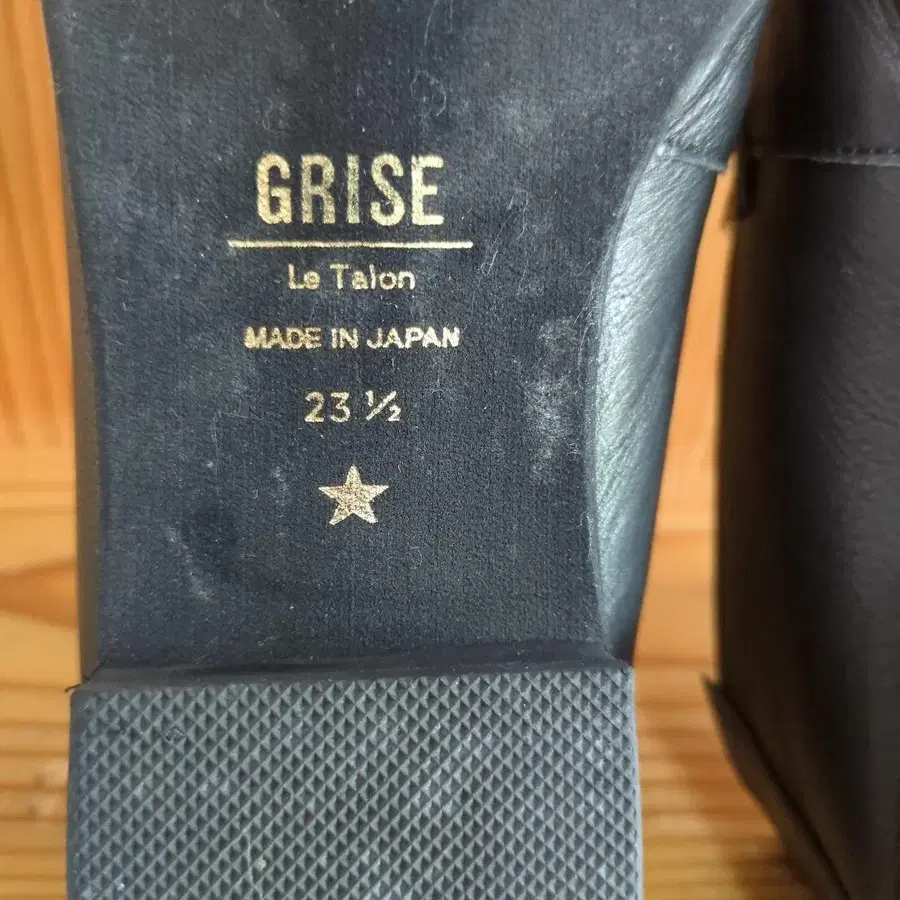 GRISE
Le Talon
MADE IN JAPAN
23 ½